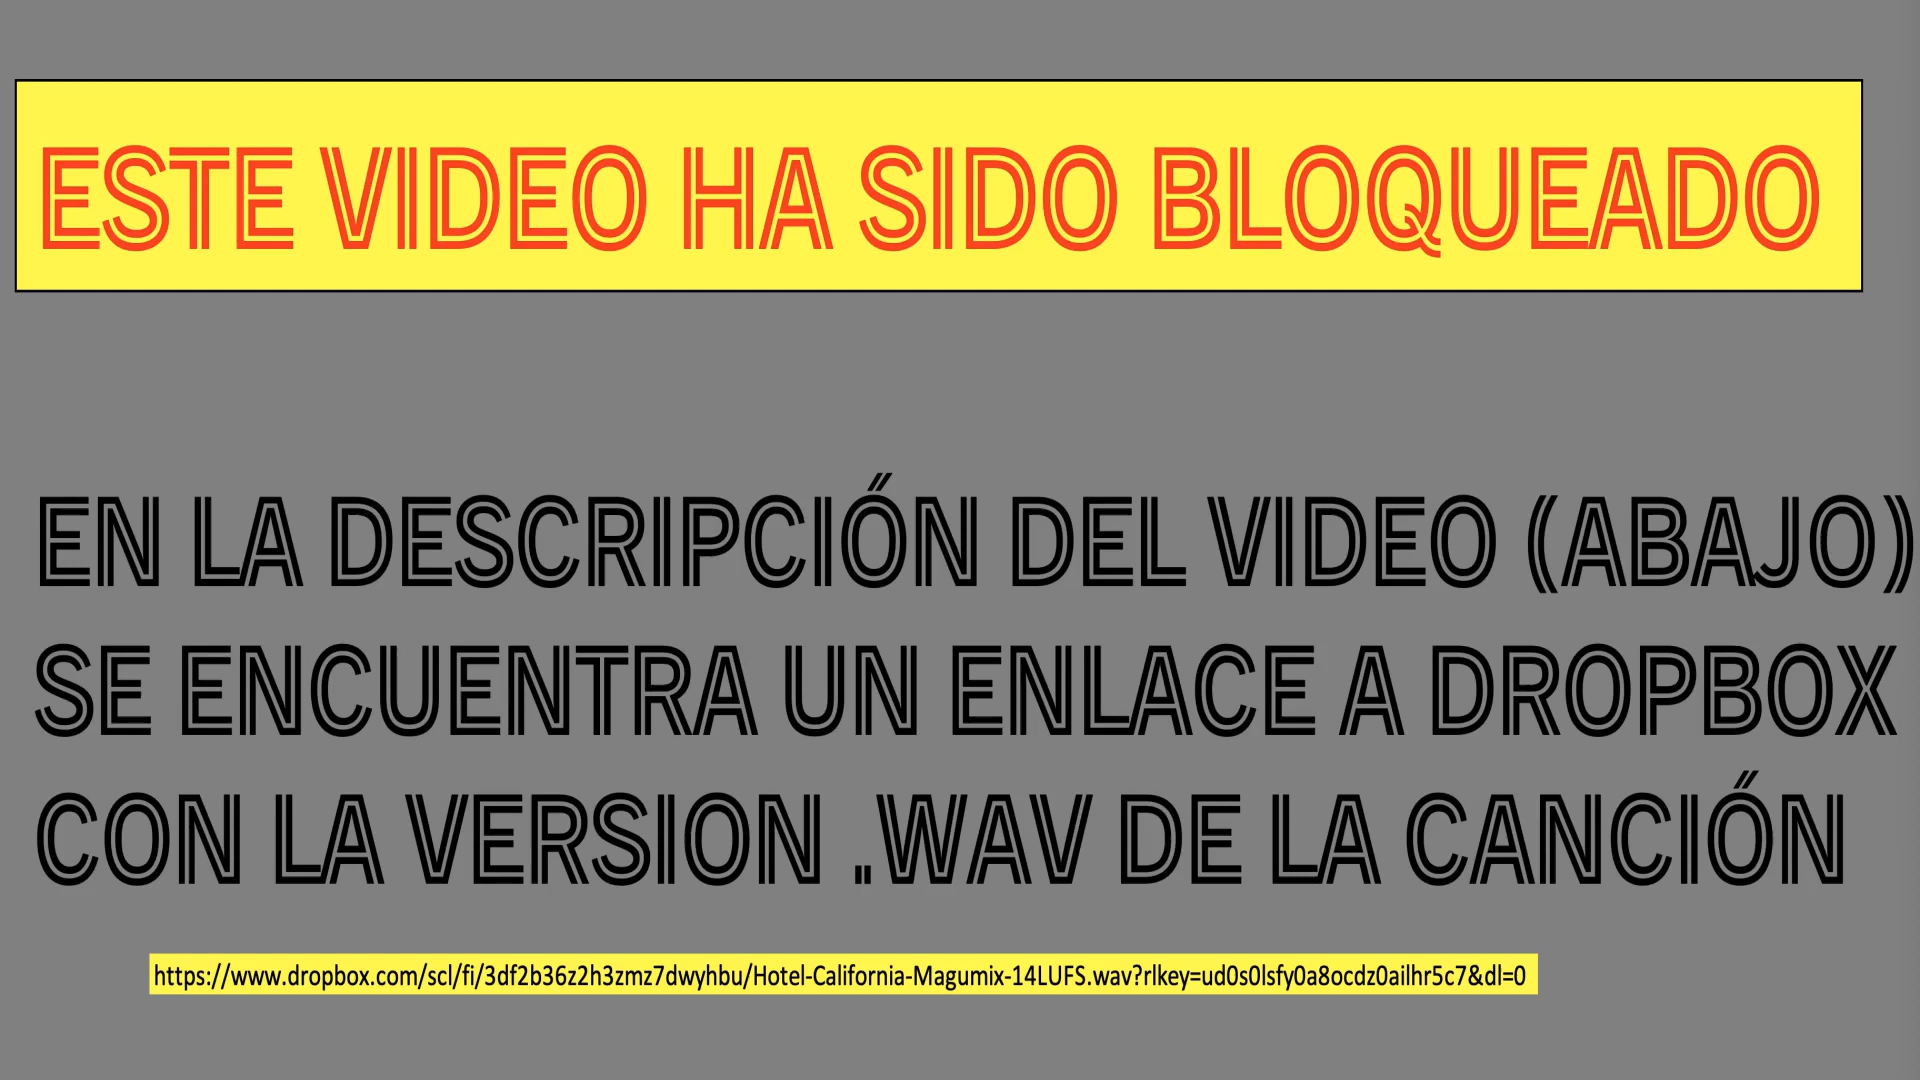 ESTE VIDEO HA SIDO BLOQUEADO
EN LA DESCRIPCIÓN DEL VIDEO (ABAJO)
SE ENCUENTRA UN ENLACE A DROPBOX
CON LA VERSION .WAV DE LA CANCIÓN
https://www.dropbox.com/scl/fi/3df2b36z2h3zmz7dwyhbu/Hotel-California-Magumix-14LUFS.wav?rlkey=ud0s0lsfy0a8ocdz0ailhr5c7&dl=0